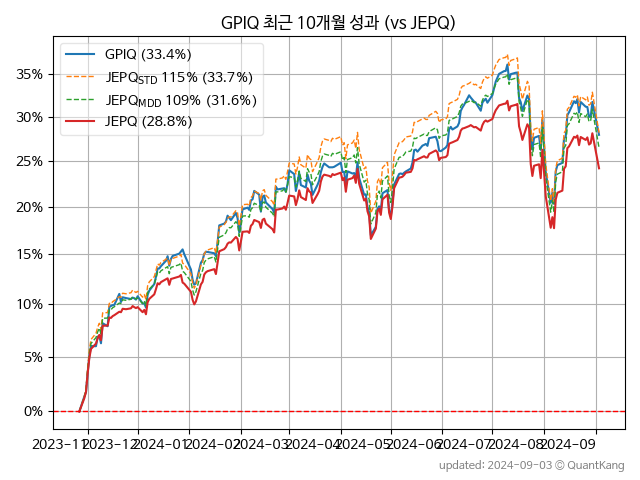 GPIQ 최근 10개월 성과 (vs JEPQ)
GPIQ (33.4%)
JEPQSTD 115% (33.7%)
JEPQMDD 109% (31.6%)
JEPQ (28.8%)
35%
30%
25%
20%
15%
10%
5%
0%
2023-11 2023-12 2024-01 2024-02 2024-03 2024-04 2024-05 2024-06 2024-07 2024-08 2024-09
updated: 2024-09-03 © QuantKang